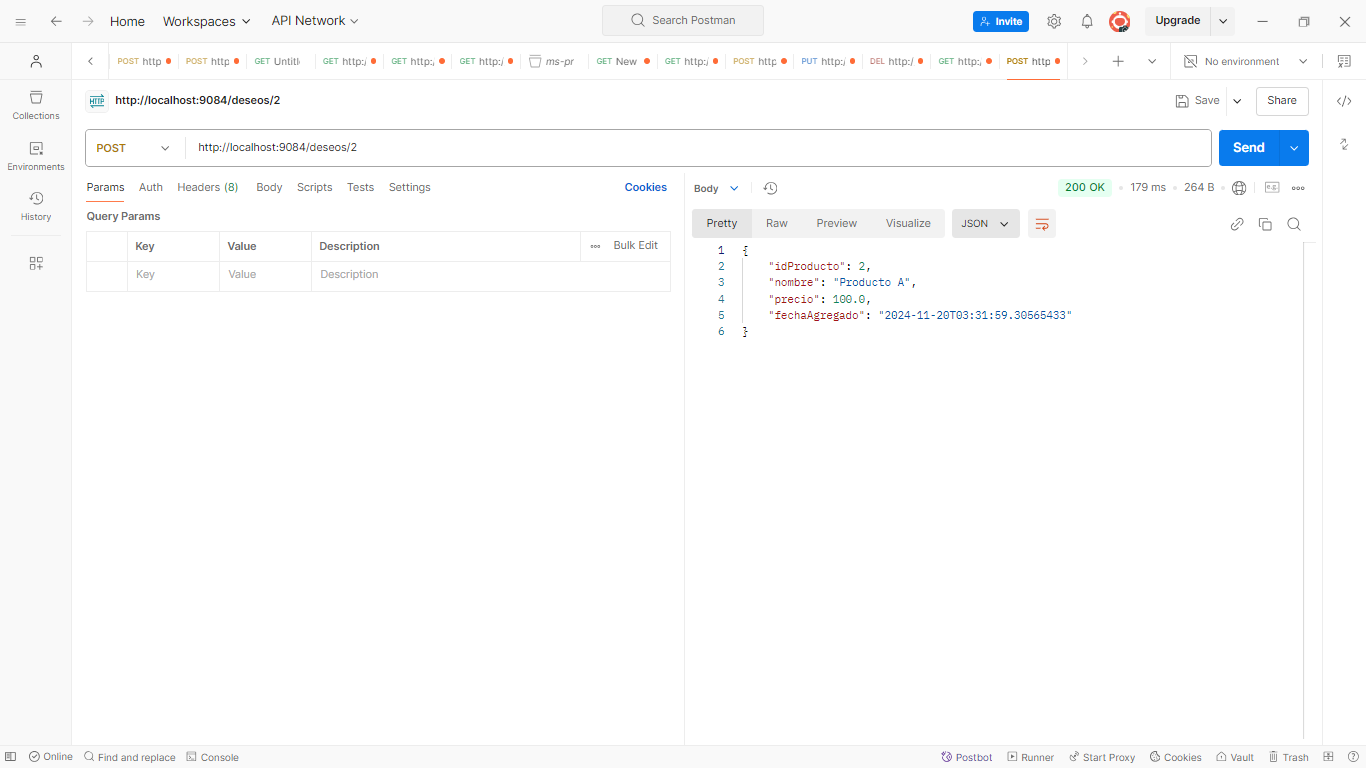 Home Workspaces API Network Search Postman Invite Upgrade
POST http POST http GET Untitl GET http:/ GET http: GET http:/ ms-pr GET New GET http:/ POST http PUT http:/ DEL http:/ GET http:/ POST http No environment
HTTP http://localhost:9084/deseos/2 Save Share
Collections
POST http://localhost:9084/deseos/2 Send
Environments
Params Auth Headers (8) Body Scripts Tests Settings Cookies
Body 200 OK 179 ms 264 B e.g.
History
Query Params
Pretty Raw Preview Visualize JSON
Key Value Description Bulk Edit
Key Value Description
1 {
2 "idProducto": 2,
3 "nombre": "Producto A",
4 "precio": 100.0,
5 "fechaAgregado": "2024-11-20T03:31:59.30565433"
6 }
Online Find and replace Console Postbot Runner Start Proxy Cookies Vault Trash